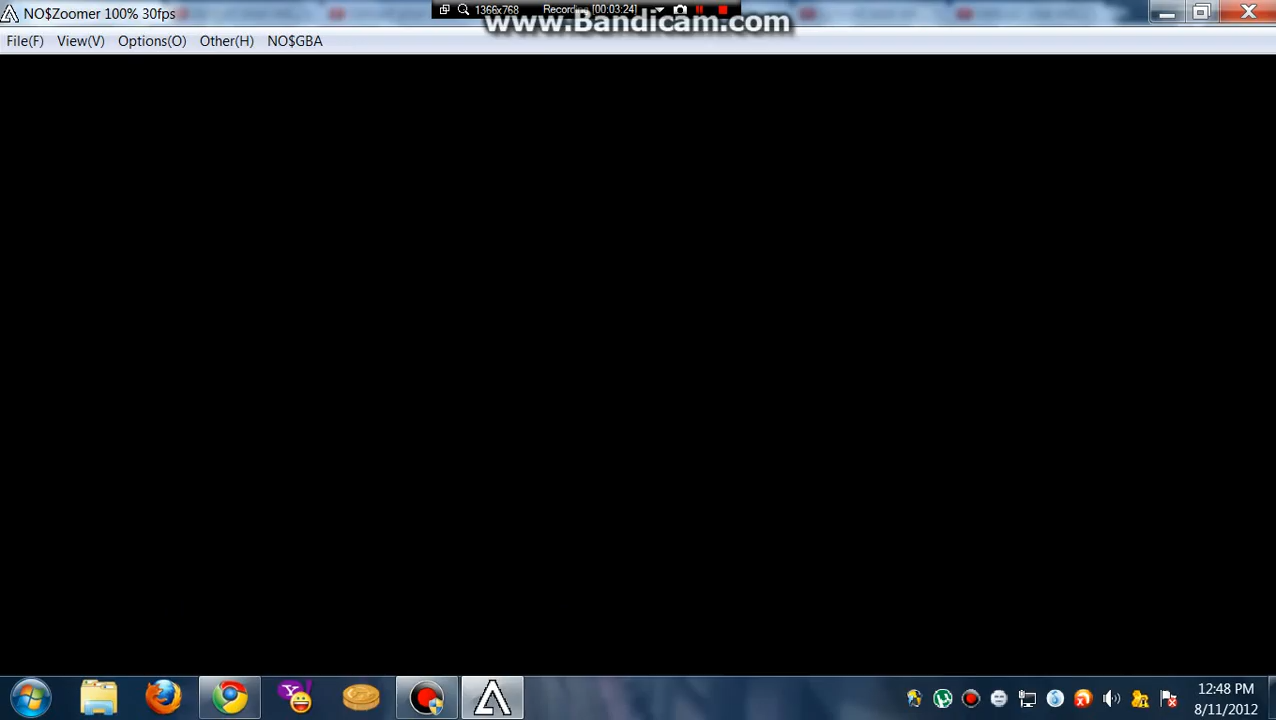 NO$Zoomer 100% 30fps
1366x768
Recording [00:03:24]
www.Bandicam.com
File(F) View(V) Options(O) Other(H) NO$GBA
12:48 PM
8/11/2012